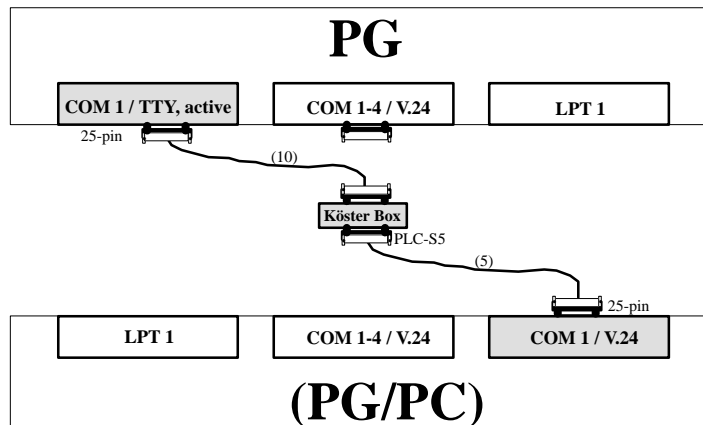 PG
COM 1 / TTY, active
COM 1-4 / V.24
LPT 1
25-pin
(10)
Köster Box
PLC-S5
(5)
25-pin
LPT 1
COM 1-4 / V.24
COM 1 / V.24
(PG/PC)